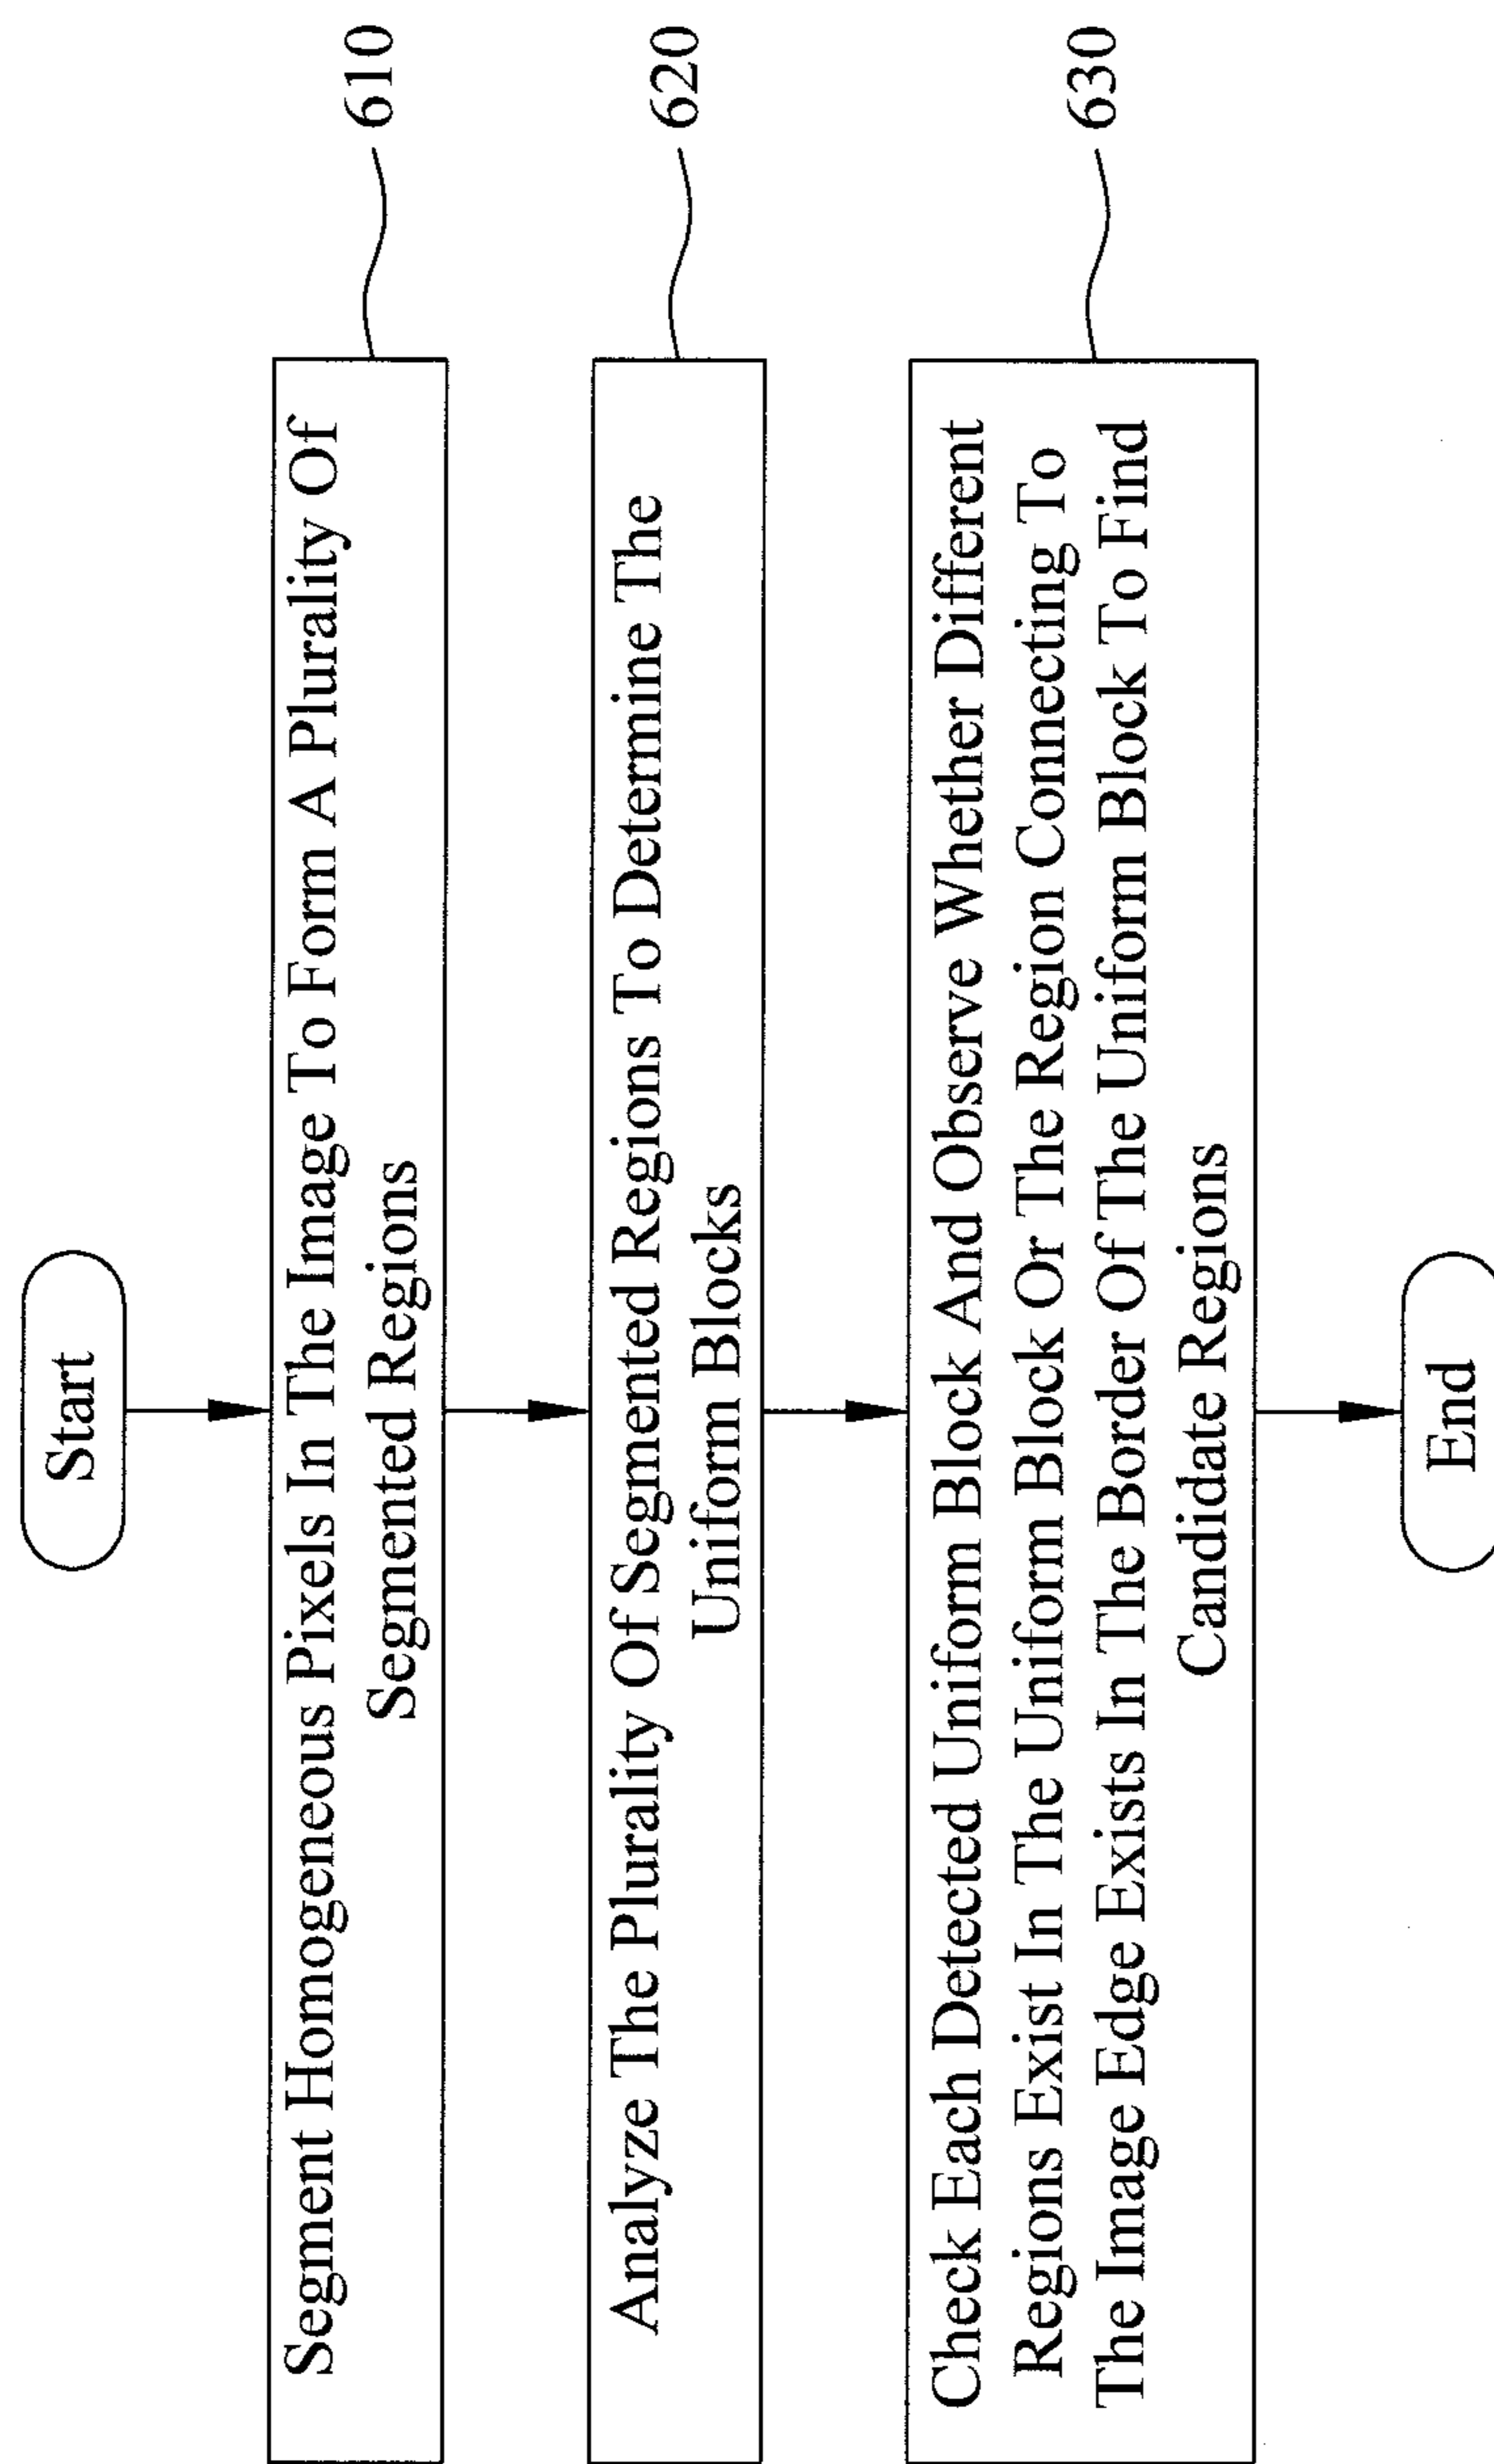 Start
Segment Homogeneous Pixels In The Image To Form A Plurality Of
Segmented Regions
610
Analyze The Plurality Of Segmented Regions To Determine The
Uniform Blocks
620
Check Each Detected Uniform Block And Observe Whether Different
Regions Exist In The Uniform Block Or The Region Connecting To
The Image Edge Exists In The Border Of The Uniform Block To Find
Candidate Regions
630
End